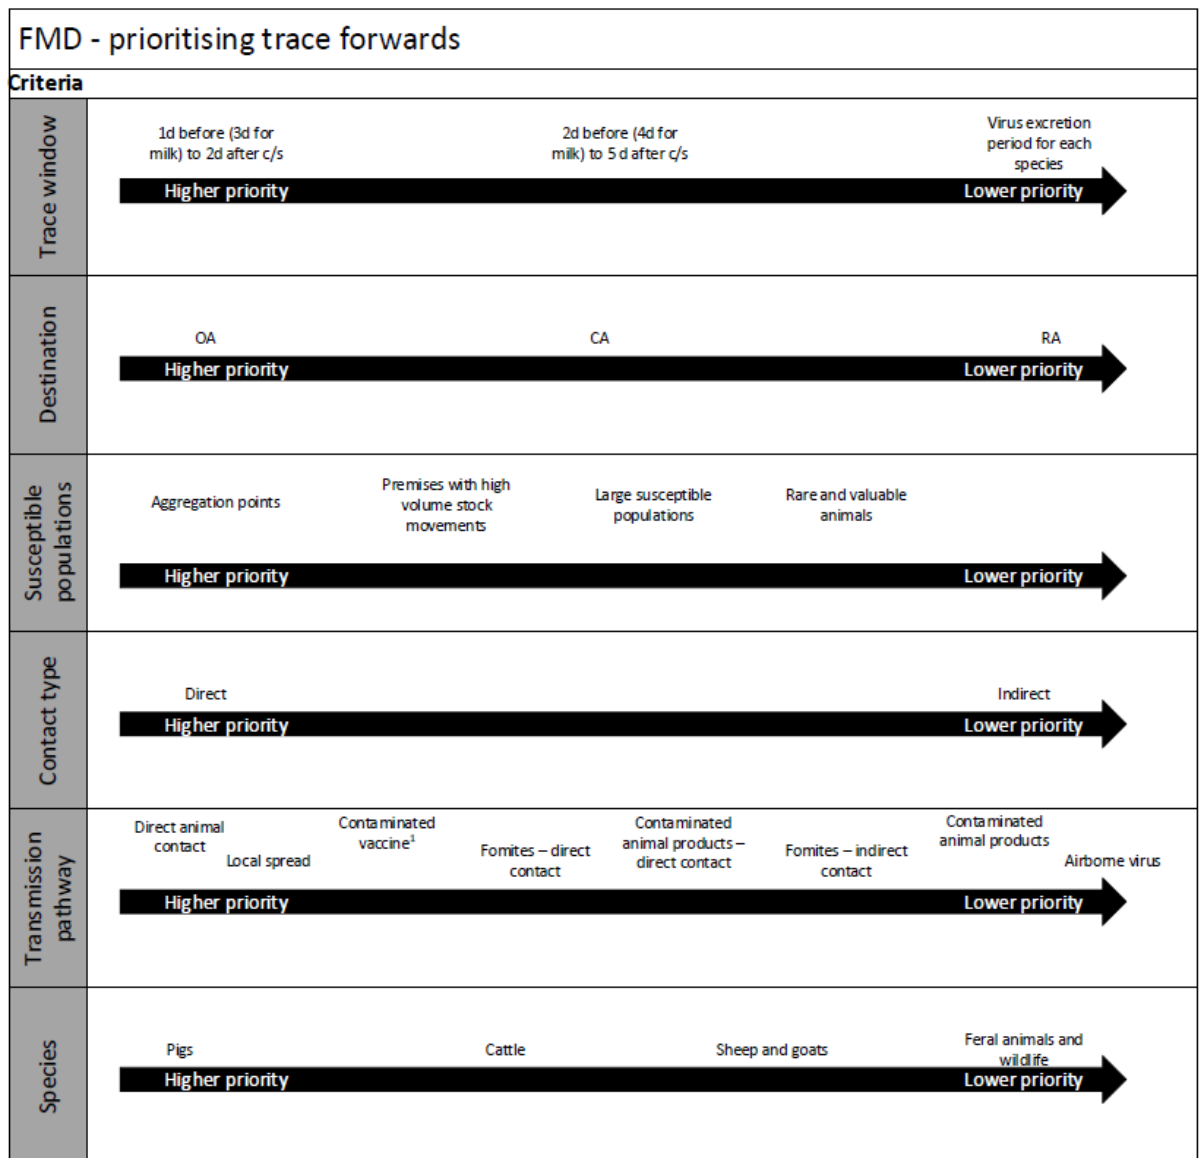 FMD - prioritising trace forwards
Criteria
Trace window
1d before (3d for
milk) to 2d after c/s
2d before (4d for
milk) to 5 d after c/s
Virus excretion
period for each
species
Higher priority
Lower priority
Destination
OA
CA
RA
Higher priority
Lower priority
Susceptible
populations
Aggregation points
Premises with high
volume stock
movements
Large susceptible
populations
Rare and valuable
animals
Higher priority
Lower priority
Contact type
Direct
Indirect
Higher priority
Lower priority
Transmission
pathway
Direct animal
contact
Local spread
Contaminated
vaccine¹
Fomites – direct
contact
Contaminated
animal products –
direct contact
Fomites – indirect
contact
Contaminated
animal products
Airborne virus
Higher priority
Lower priority
Species
Pigs
Cattle
Sheep and goats
Feral animals and
wildlife
Higher priority
Lower priority